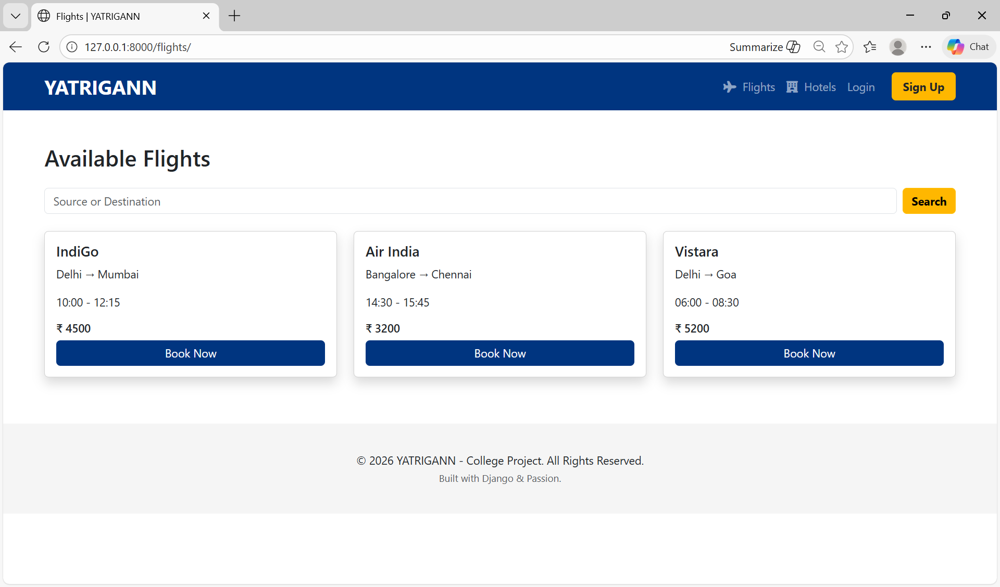 Flights | YATRIGANN
127.0.0.1:8000/flights/
Summarize
Chat
YATRIGANN
Flights
Hotels
Login
Sign Up
Available Flights
Source or Destination
Search
IndiGo
Delhi → Mumbai
10:00 - 12:15
₹ 4500
Book Now
Air India
Bangalore → Chennai
14:30 - 15:45
₹ 3200
Book Now
Vistara
Delhi → Goa
06:00 - 08:30
₹ 5200
Book Now
© 2026 YATRIGANN - College Project. All Rights Reserved.
Built with Django & Passion.